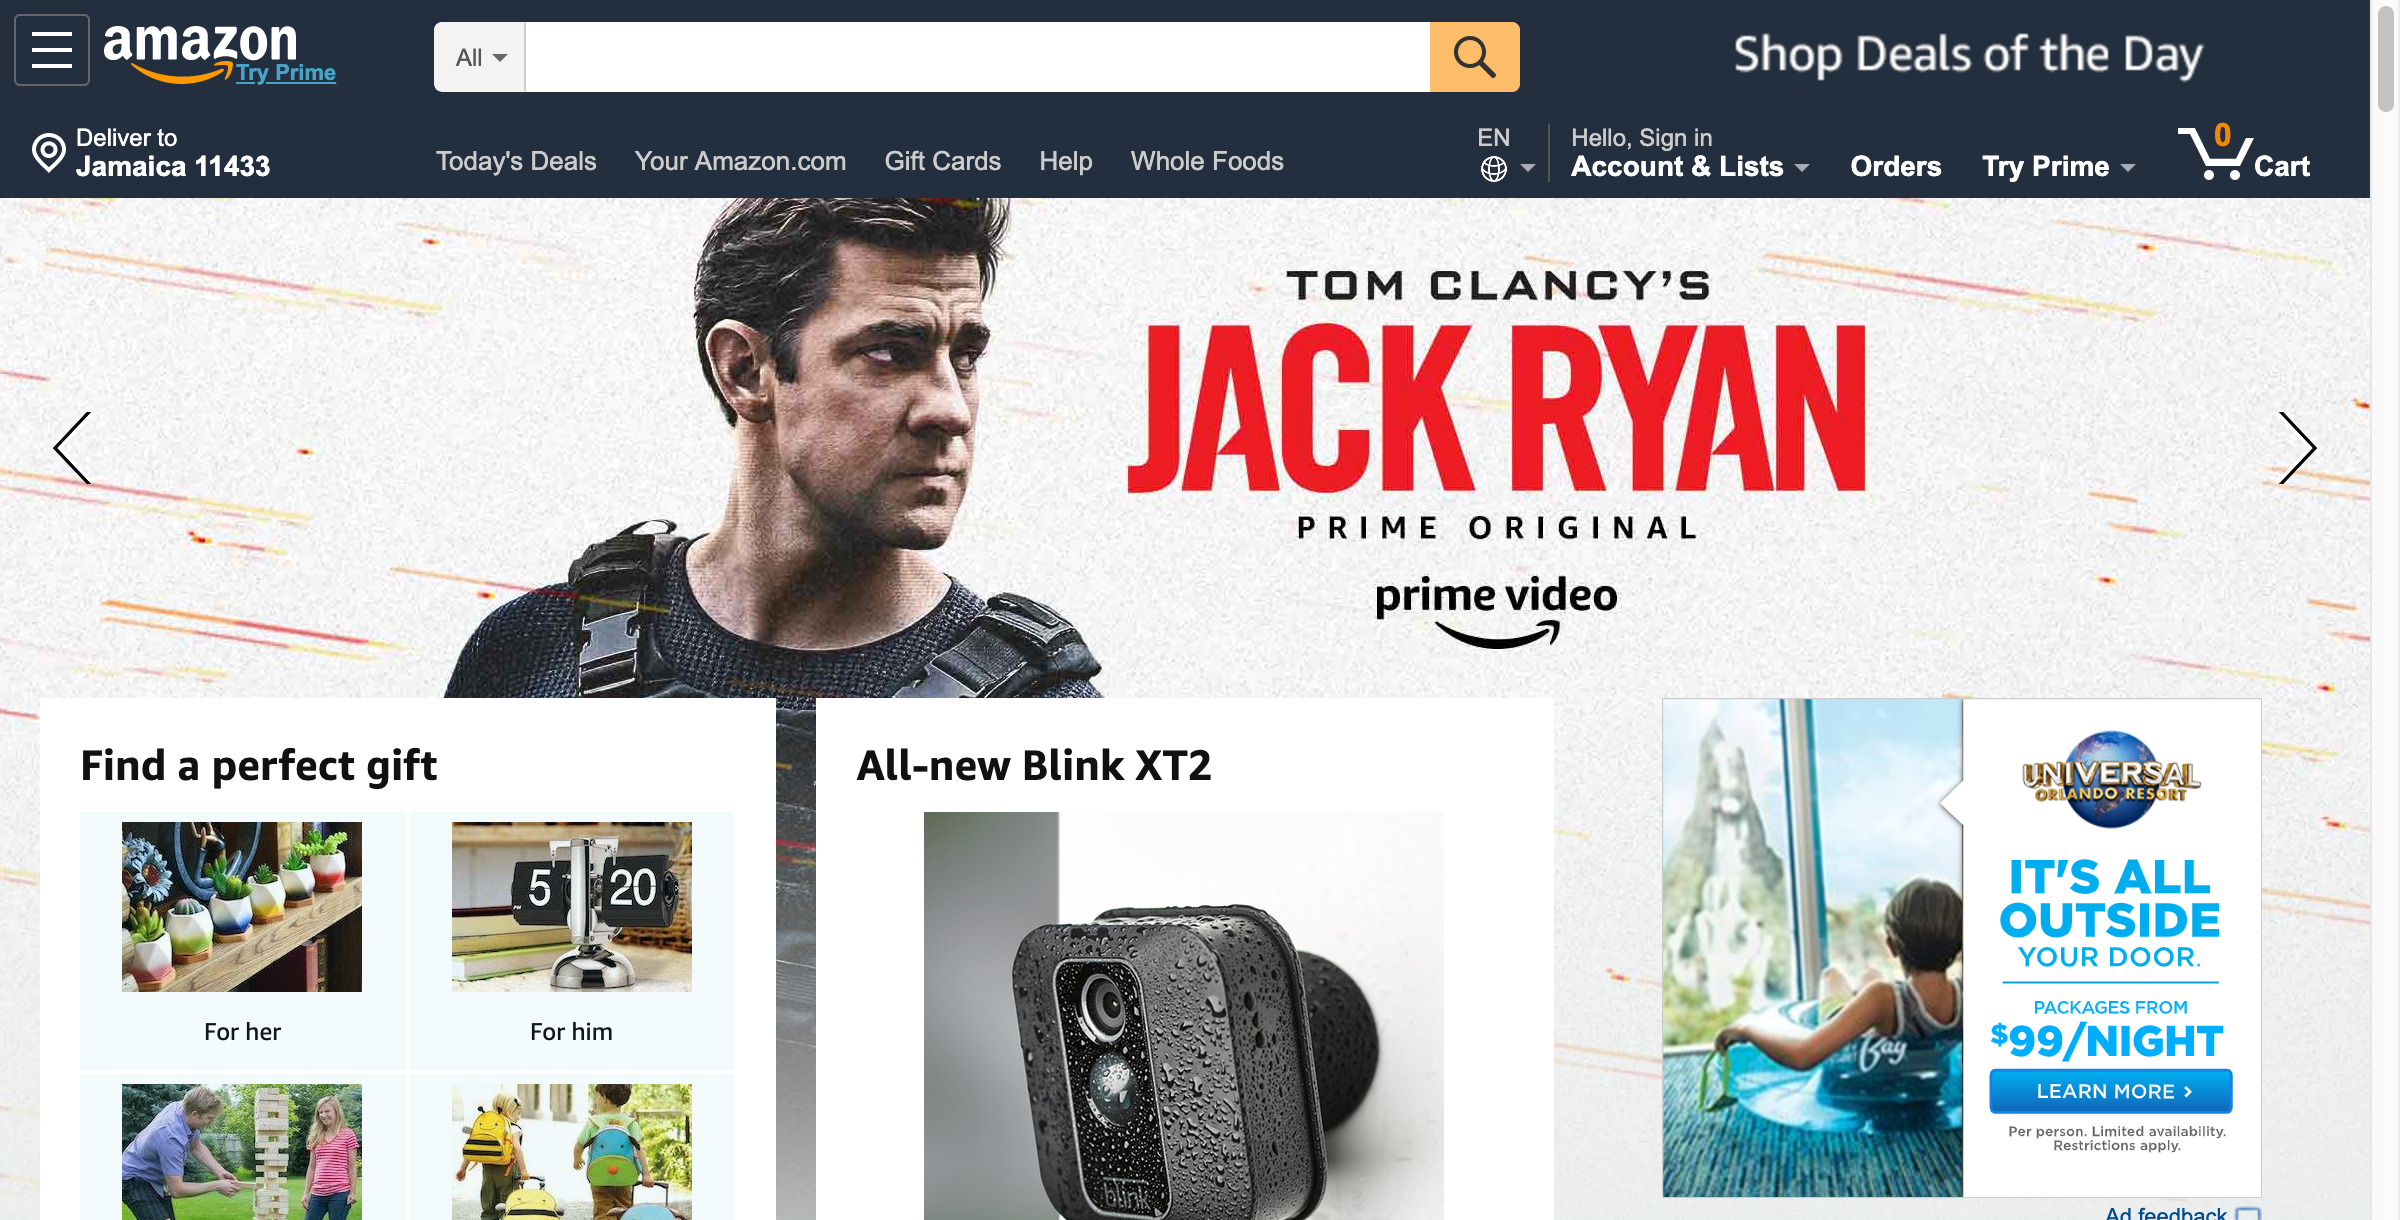 amazon
Try Prime
All
Shop Deals of the Day
Deliver to
Jamaica 11433
Today's Deals
Your Amazon.com
Gift Cards
Help
Whole Foods
EN
Hello, Sign in
Account & Lists
Orders
Try Prime
0
Cart
TOM CLANCY'S
JACK RYAN
PRIME ORIGINAL
prime video
Find a perfect gift
5 20
PM
For her
For him
All-new Blink XT2
blink
UNIVERSAL
ORLANDO RESORT
IT'S ALL
OUTSIDE
YOUR DOOR.
PACKAGES FROM
$99/NIGHT
LEARN MORE >
Per person. Limited availability.
Restrictions apply.
Bay
Ad feedback